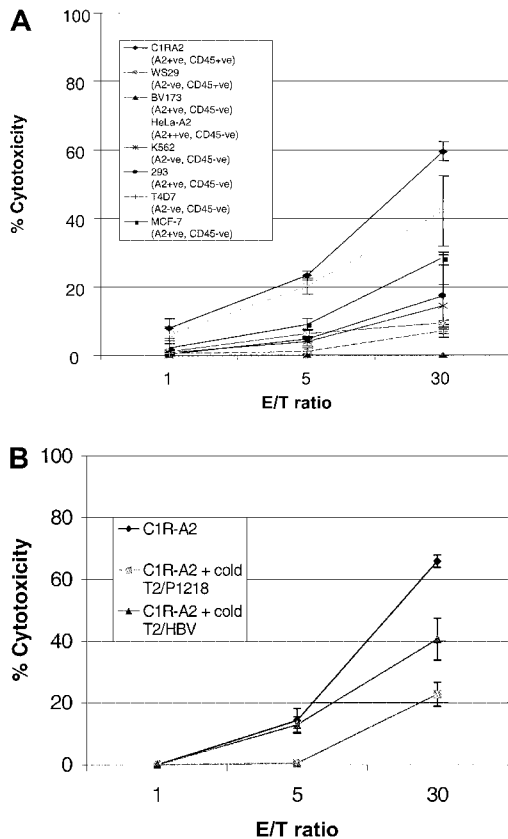 A
100
80
60
40
20
0
% Cytotoxicity
C1RA2
(A2+ve, CD45+ve)
WS29
(A2-ve, CD45+ve)
BV173
(A2+ve, CD45-ve)
HeLa-A2
(A2++ve, CD45-ve)
K562
(A2-ve, CD45-ve)
293
(A2+ve, CD45-ve)
T4D7
(A2-ve, CD45-ve)
MCF-7
(A2+ve, CD45-ve)
1
5
30
E/T ratio
B
100
80
60
40
20
0
% Cytotoxicity
C1R-A2
C1R-A2 + cold
T2/P1218
C1R-A2 + cold
T2/HBV
1
5
30
E/T ratio